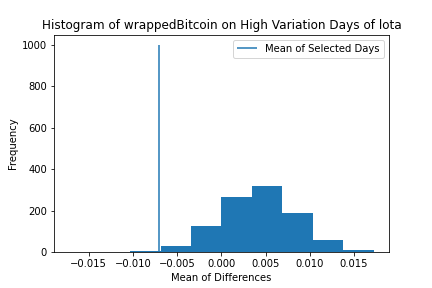 Histogram of wrappedBitcoin on High Variation Days of Iota
1000
800
600
400
200
0
Frequency
Mean of Selected Days
−0.015 −0.010 −0.005 0.000 0.005 0.010 0.015
Mean of Differences